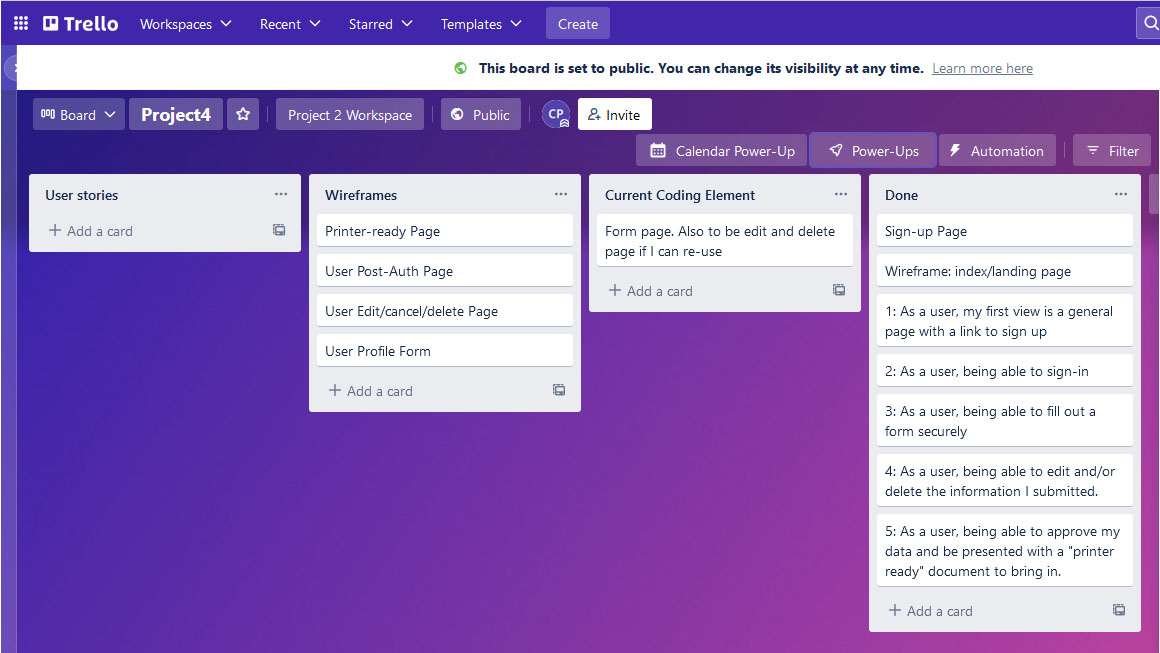 Trello Workspaces Recent Starred Templates Create
This board is set to public. You can change its visibility at any time. Learn more here
Board Project4 Project 2 Workspace Public CP Invite
Calendar Power-Up Power-Ups Automation Filter
User stories
Add a card
Wireframes
Printer-ready Page
User Post-Auth Page
User Edit/cancel/delete Page
User Profile Form
Add a card
Current Coding Element
Form page. Also to be edit and delete
page if I can re-use
Add a card
Done
Sign-up Page
Wireframe: index/landing page
1: As a user, my first view is a general
page with a link to sign up
2: As a user, being able to sign-in
3: As a user, being able to fill out a
form securely
4: As a user, being able to edit and/or
delete the information I submitted.
5: As a user, being able to approve my
data and be presented with a "printer
ready" document to bring in.
Add a card